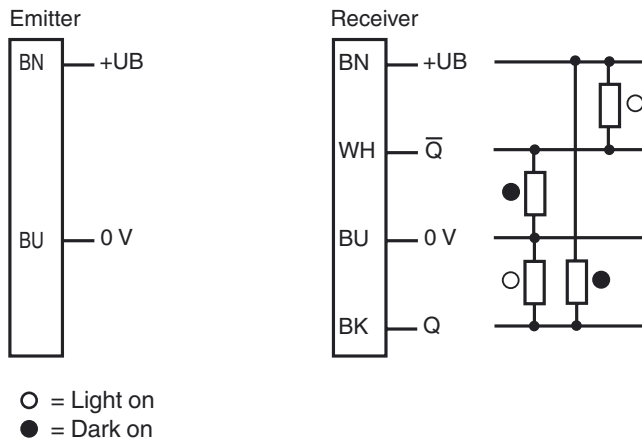 Emitter
BN +UB
BU 0 V
Receiver
BN +UB
WH Q̅
BU 0 V
BK Q
= Light on
= Dark on